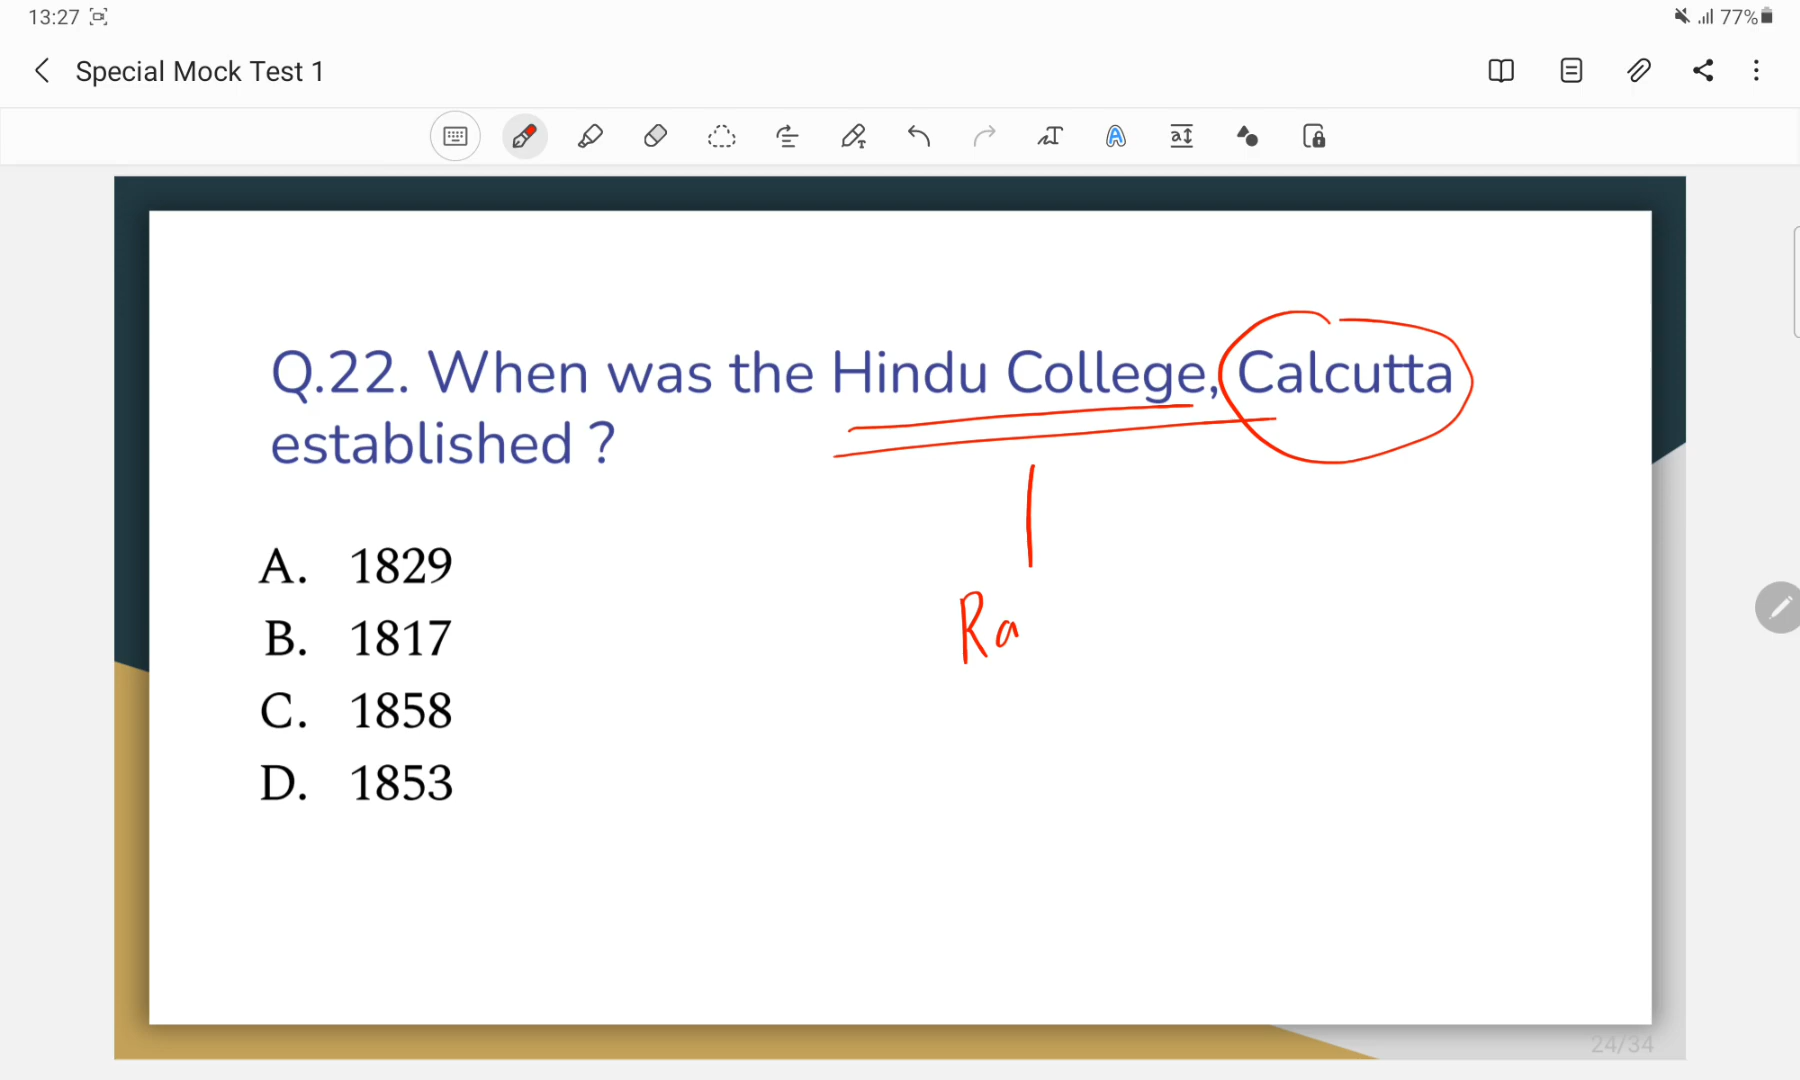 13:27
77%
Special Mock Test 1
Q.22. When was the Hindu College, Calcutta
established ?
A. 1829
B. 1817
C. 1858
D. 1853
Ra
24/34